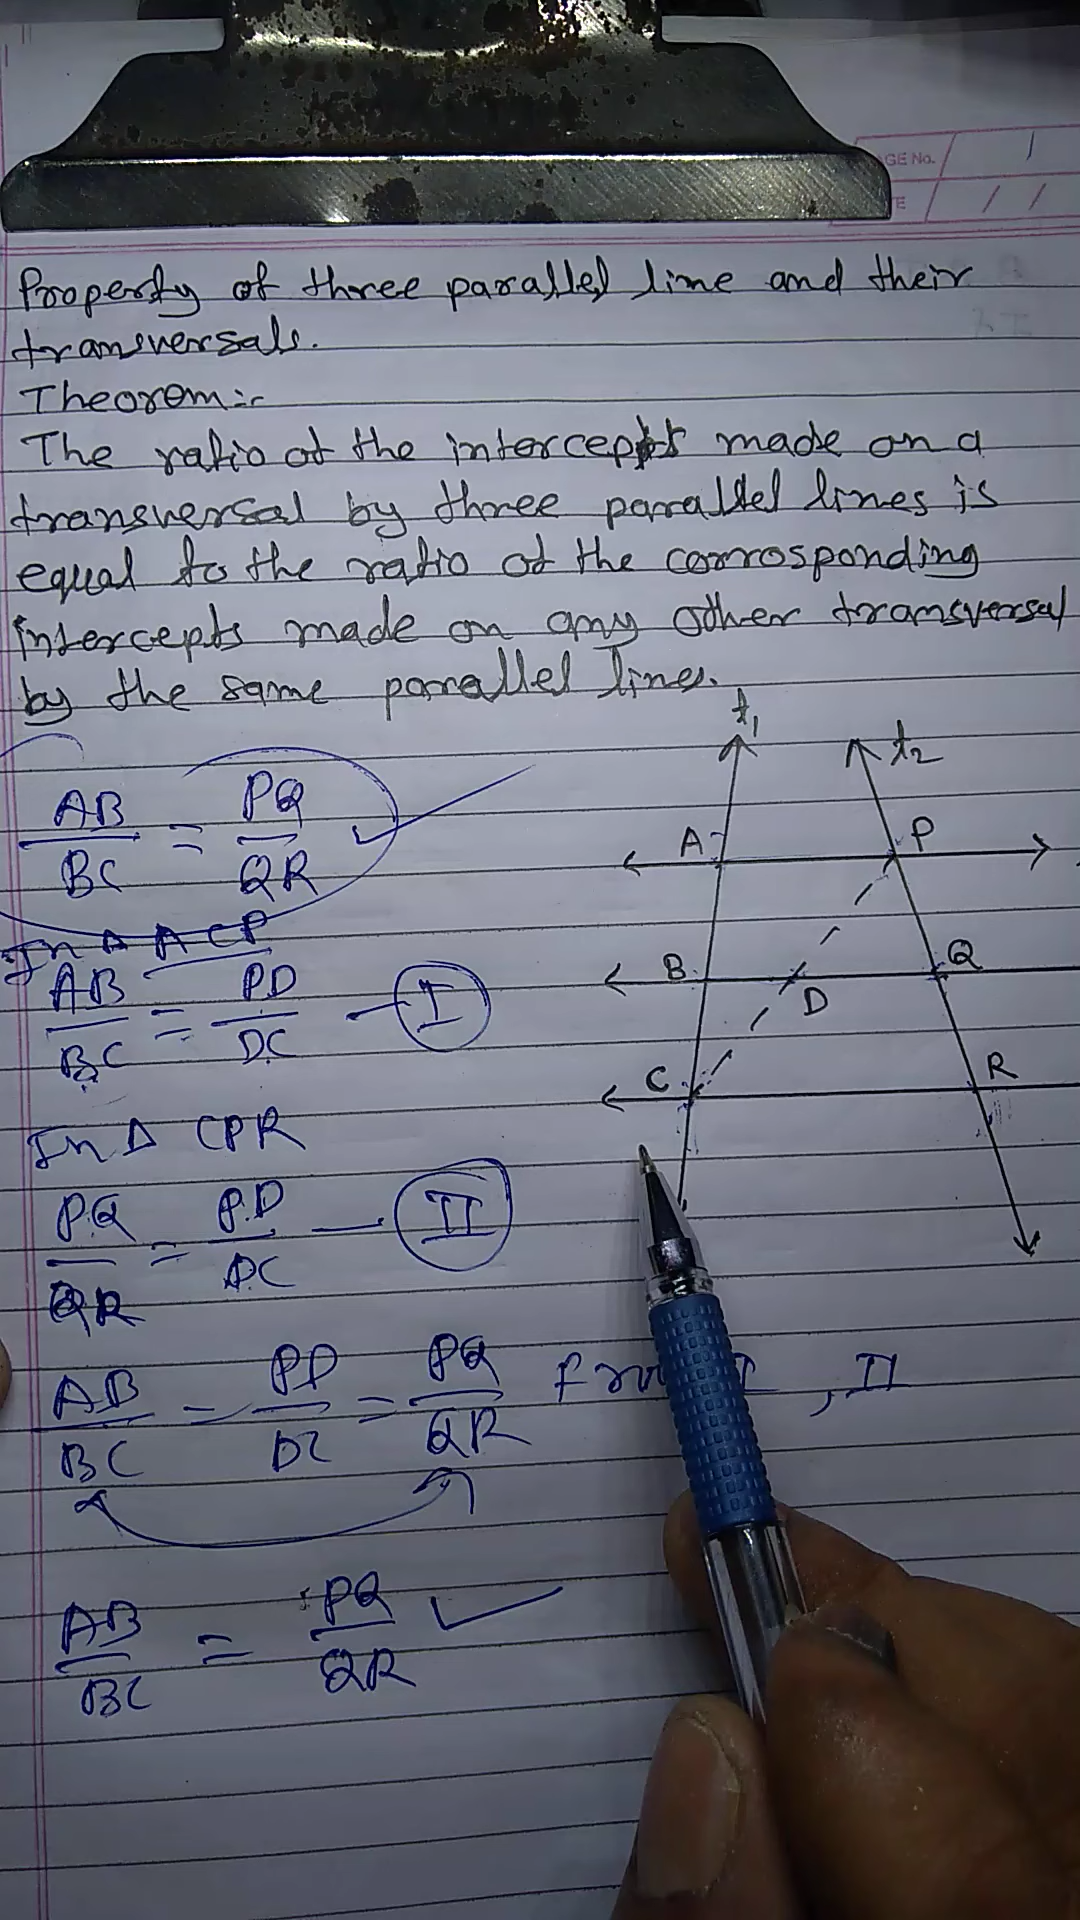 GE No. 1
E / /
Property of three parallel line and their
transversals.
Theorem:-
The ratio of the intercepts made on a
transversal by three parallel lines is
equal to the ratio of the corrosponding
intercepts made on any other transversal
by the same parallel lines.
t1 t2
AB/BC = PQ/QR
A P
In Δ ACP
B Q
AB/BC = PD/DC — I
D
C R
In Δ CPR
PQ/QR = PD/DC — II
AB/BC = PD/DC = PQ/QR , II
AB/BC = PQ/QR